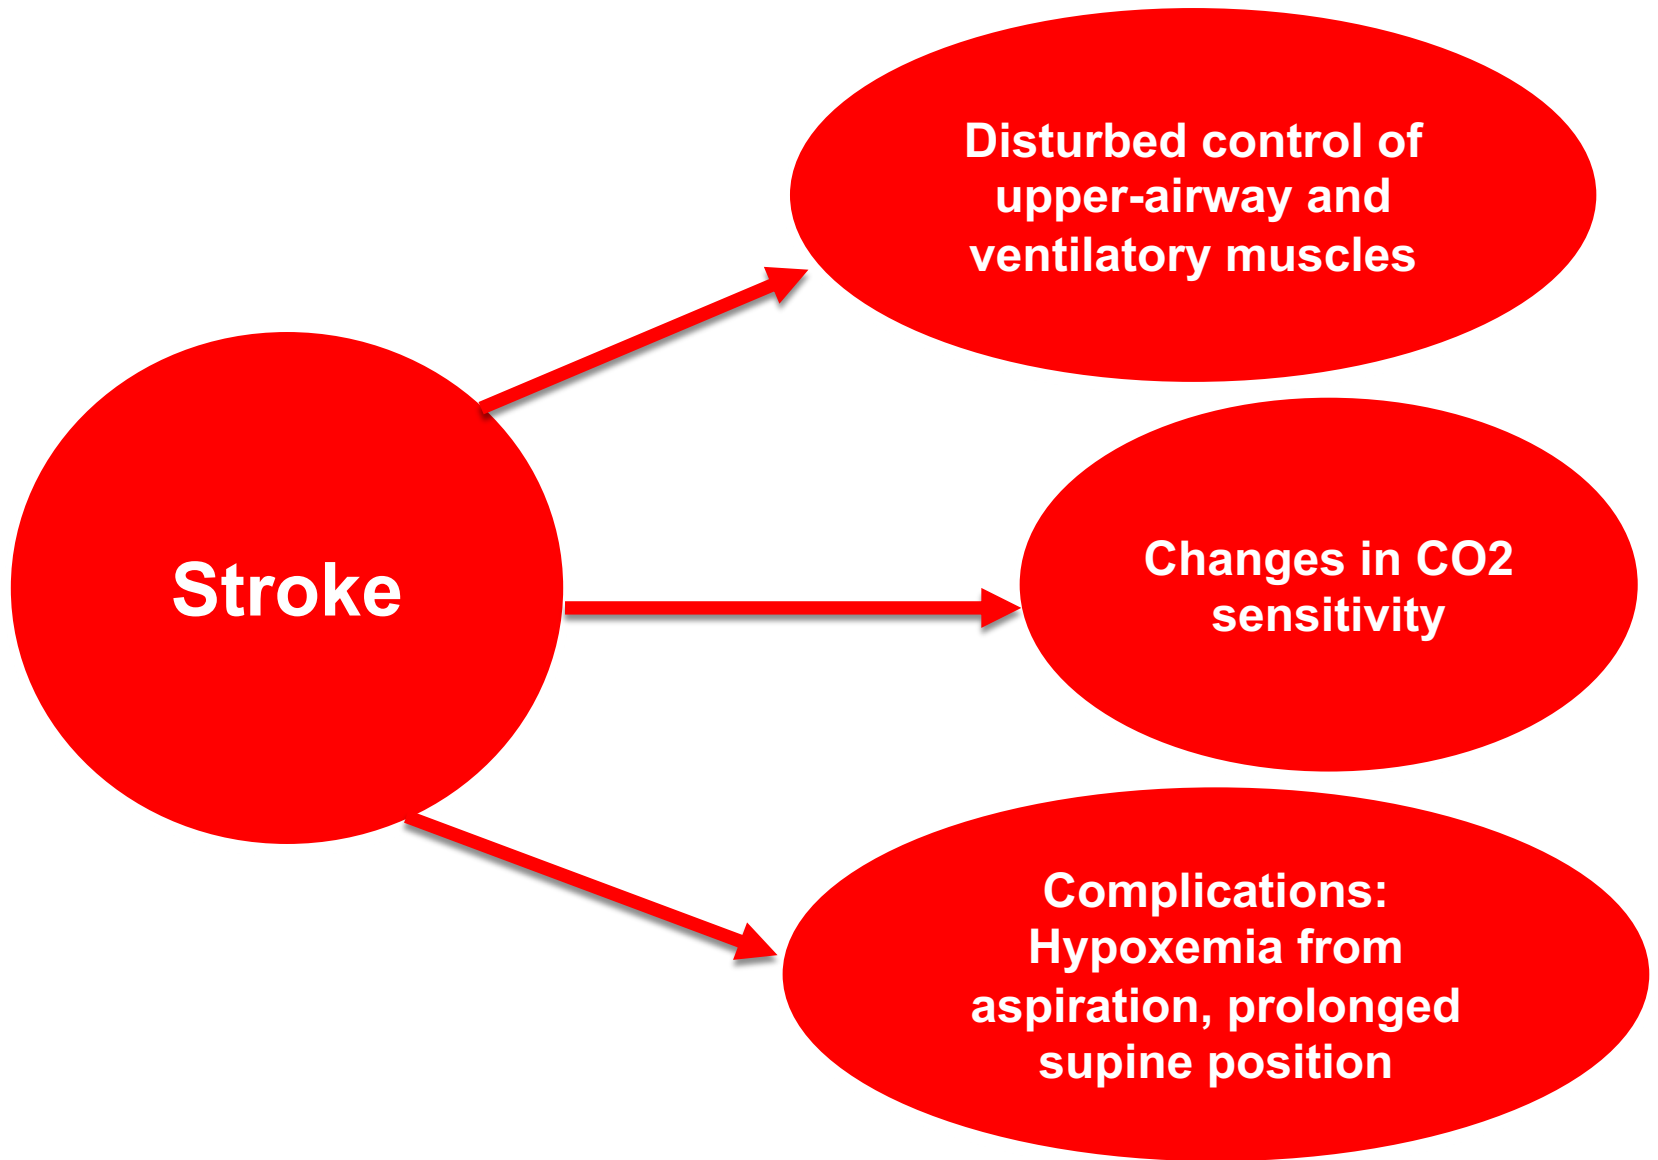 Disturbed control of
upper-airway and
ventilatory muscles
Stroke
Changes in CO2
sensitivity
Complications:
Hypoxemia from
aspiration, prolonged
supine position